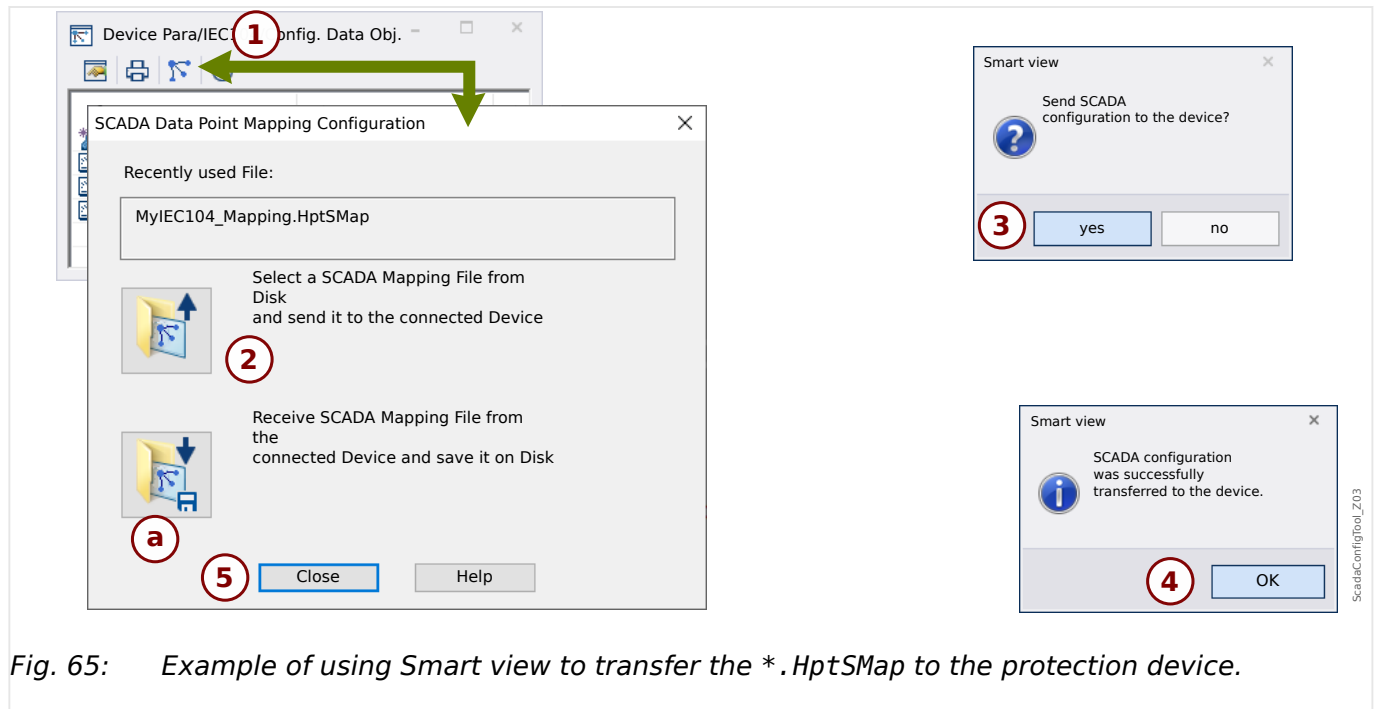 Device Para/IEC1 onfig. Data Obj.
1
SCADA Data Point Mapping Configuration
Recently used File:
MyIEC104_Mapping.HptSMap
Select a SCADA Mapping File from
Disk
and send it to the connected Device
2
Receive SCADA Mapping File from
the
connected Device and save it on Disk
a
5
Close
Help
Smart view
Send SCADA
configuration to the device?
3
yes
no
Smart view
SCADA configuration
was successfully
transferred to the device.
4
OK
ScadaConfigTool_Z03
Fig. 65: Example of using Smart view to transfer the *.HptSMap to the protection device.